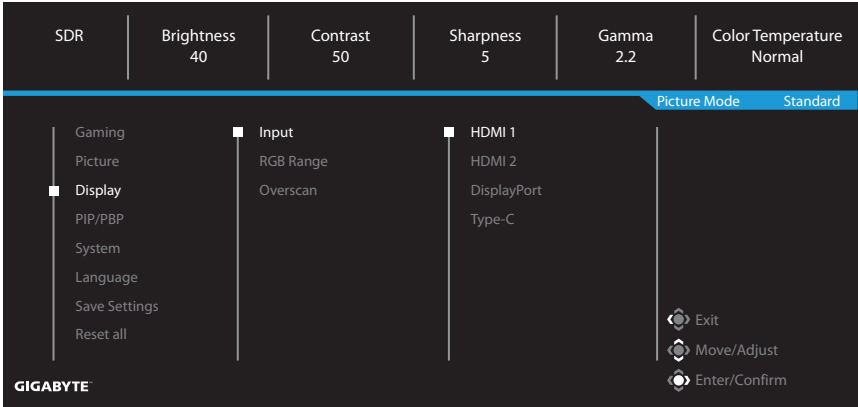 SDR Brightness Contrast Sharpness Gamma Color Temperature
40 50 5 2.2 Normal
Picture Mode Standard
Gaming Input HDMI 1
Picture RGB Range HDMI 2
Display Overscan DisplayPort
PIP/PBP Type-C
System
Language
Save Settings
Exit
Reset all
Move/Adjust
GIGABYTE™ Enter/Confirm